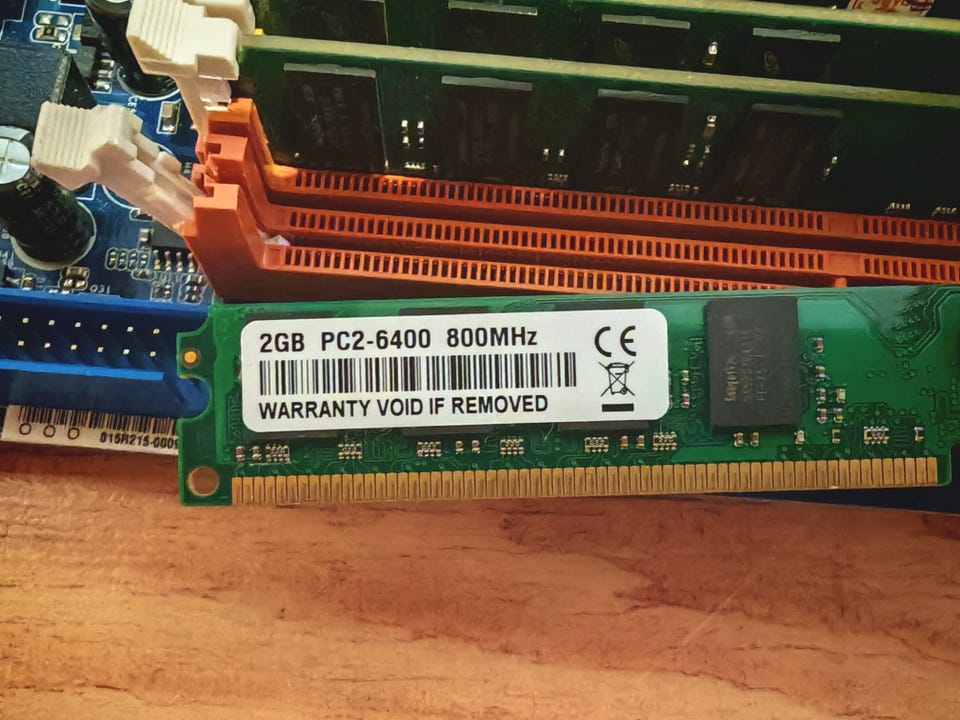 2GB PC2-6400 800MHz
CE
WARRANTY VOID IF REMOVED